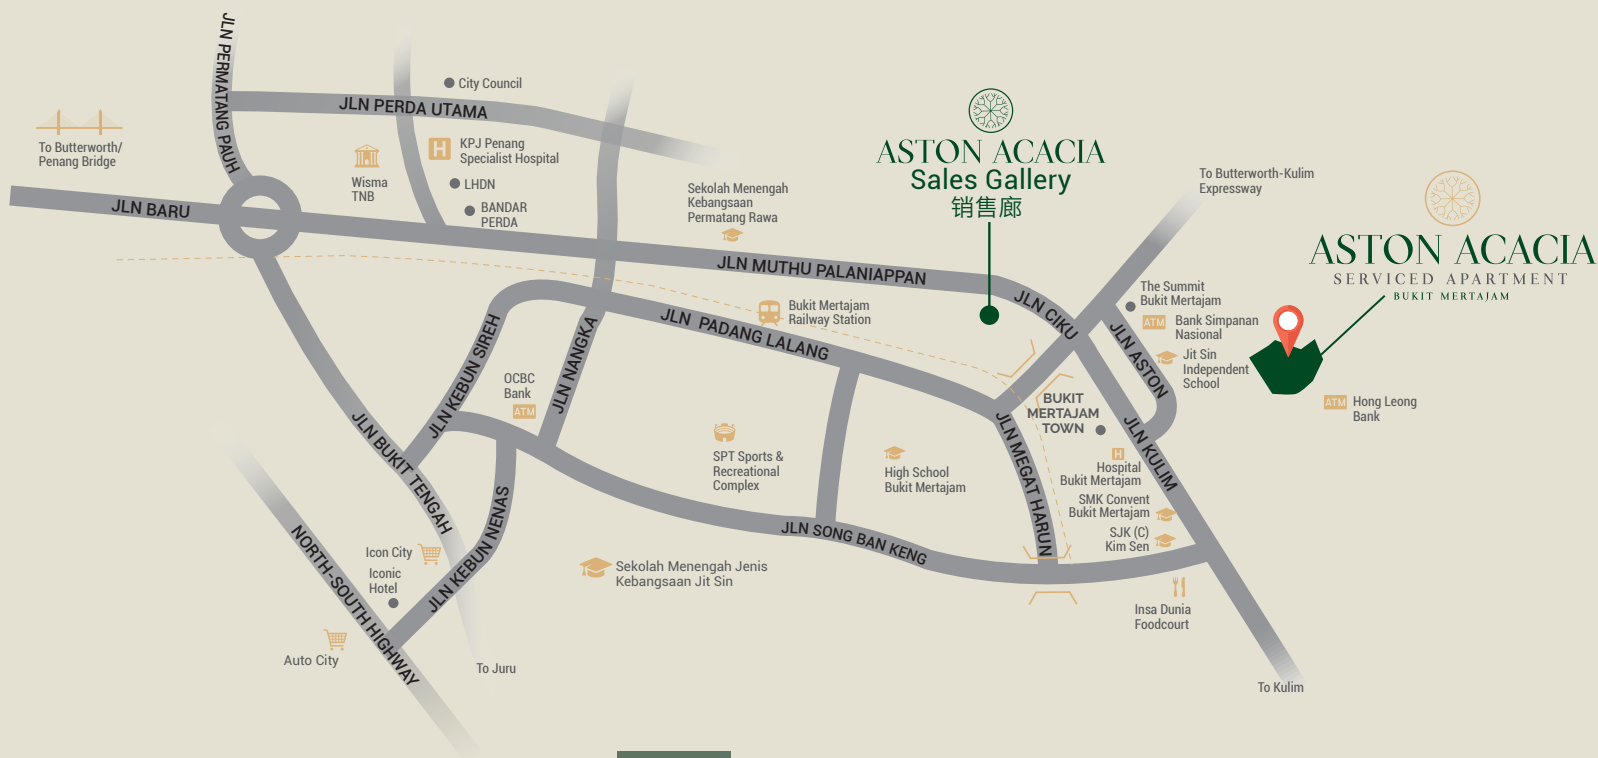 JLN PERMATANG PAUH
City Council
JLN PERDA UTAMA
To Butterworth/
Penang Bridge
KPJ Penang
Specialist Hospital
H
Wisma
TNB
LHDN
BANDAR
PERDA
JLN BARU
Sekolah Menengah
Kebangsaan
Permatang Rawa
ASTON ACACIA
Sales Gallery
销售廊
To Butterworth-Kulim
Expressway
ASTON ACACIA
SERVICED APARTMENT
BUKIT MERTAJAM
JLN MUTHU PALANIAPPAN
JLN CIKU
The Summit
Bukit Mertajam
ATM
Bank Simpanan
Nasional
Jit Sin
Independent
School
JLN ASTON
Bukit Mertajam
Railway Station
JLN PADANG LALANG
JLN KEBUN SIREH
JLN NANGKA
OCBC
Bank
ATM
ATM
Hong Leong
Bank
BUKIT
MERTAJAM
TOWN
JLN KULIM
JLN MEGAT HARUN
JLN BUKIT TENGAH
SPT Sports &
Recreational
Complex
High School
Bukit Mertajam
H
Hospital
Bukit Mertajam
SMK Convent
Bukit Mertajam
SJK (C)
Kim Sen
JLN KEBUN NENAS
JLN SONG BAN KENG
NORTH-SOUTH HIGHWAY
Icon City
Iconic
Hotel
Sekolah Menengah Jenis
Kebangsaan Jit Sin
Insa Dunia
Foodcourt
Auto City
To Juru
To Kulim